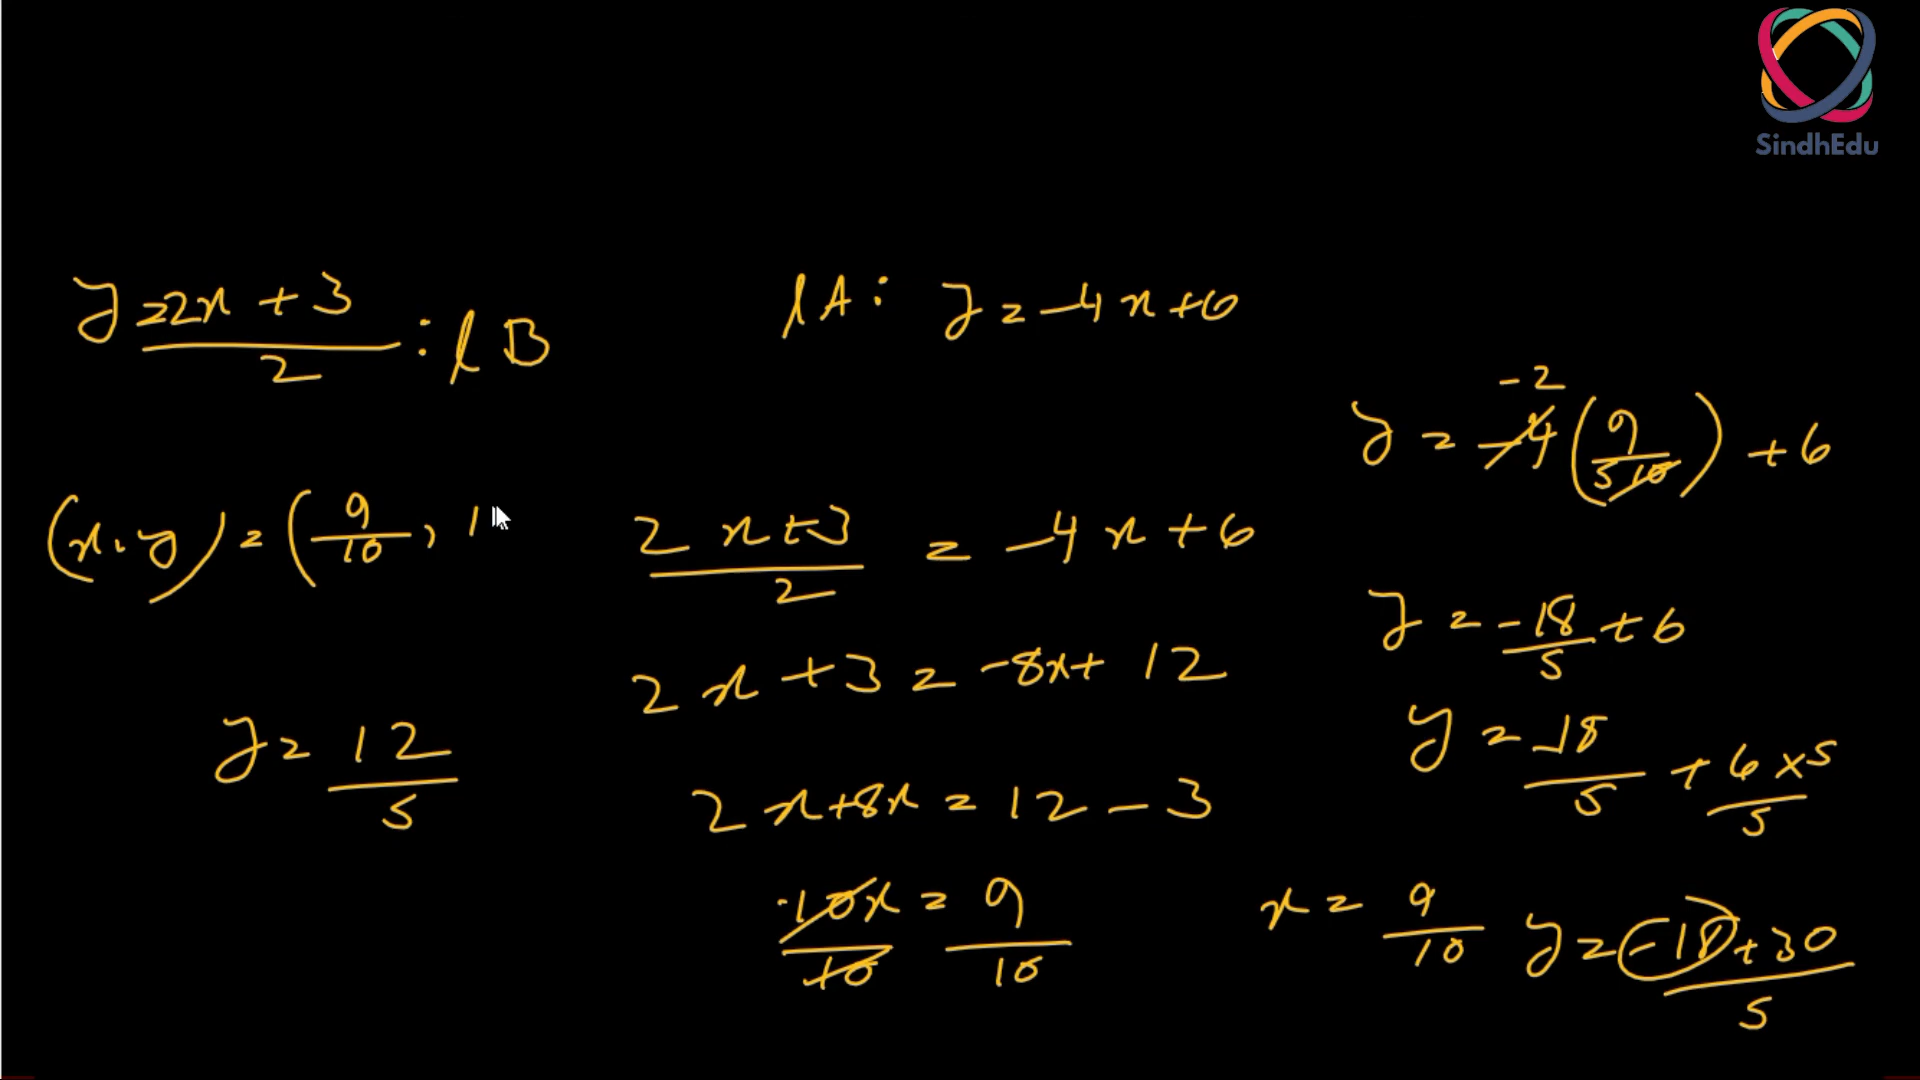 SindhEdu
y = 2x + 3 / 2 : l B
(x, y) = (9/10, 1
y = 12/5
l A : y = -4x + 6
2x + 3 / 2 = -4x + 6
2x + 3 = -8x + 12
2x + 8x = 12 - 3
10x/10 = 9/10
-2
y = -4 (9 / 5 10) + 6
y = -18/5 + 6
y = -18/5 + 6 x 5 / 5
x = 9/10 y = -18 + 30 / 5